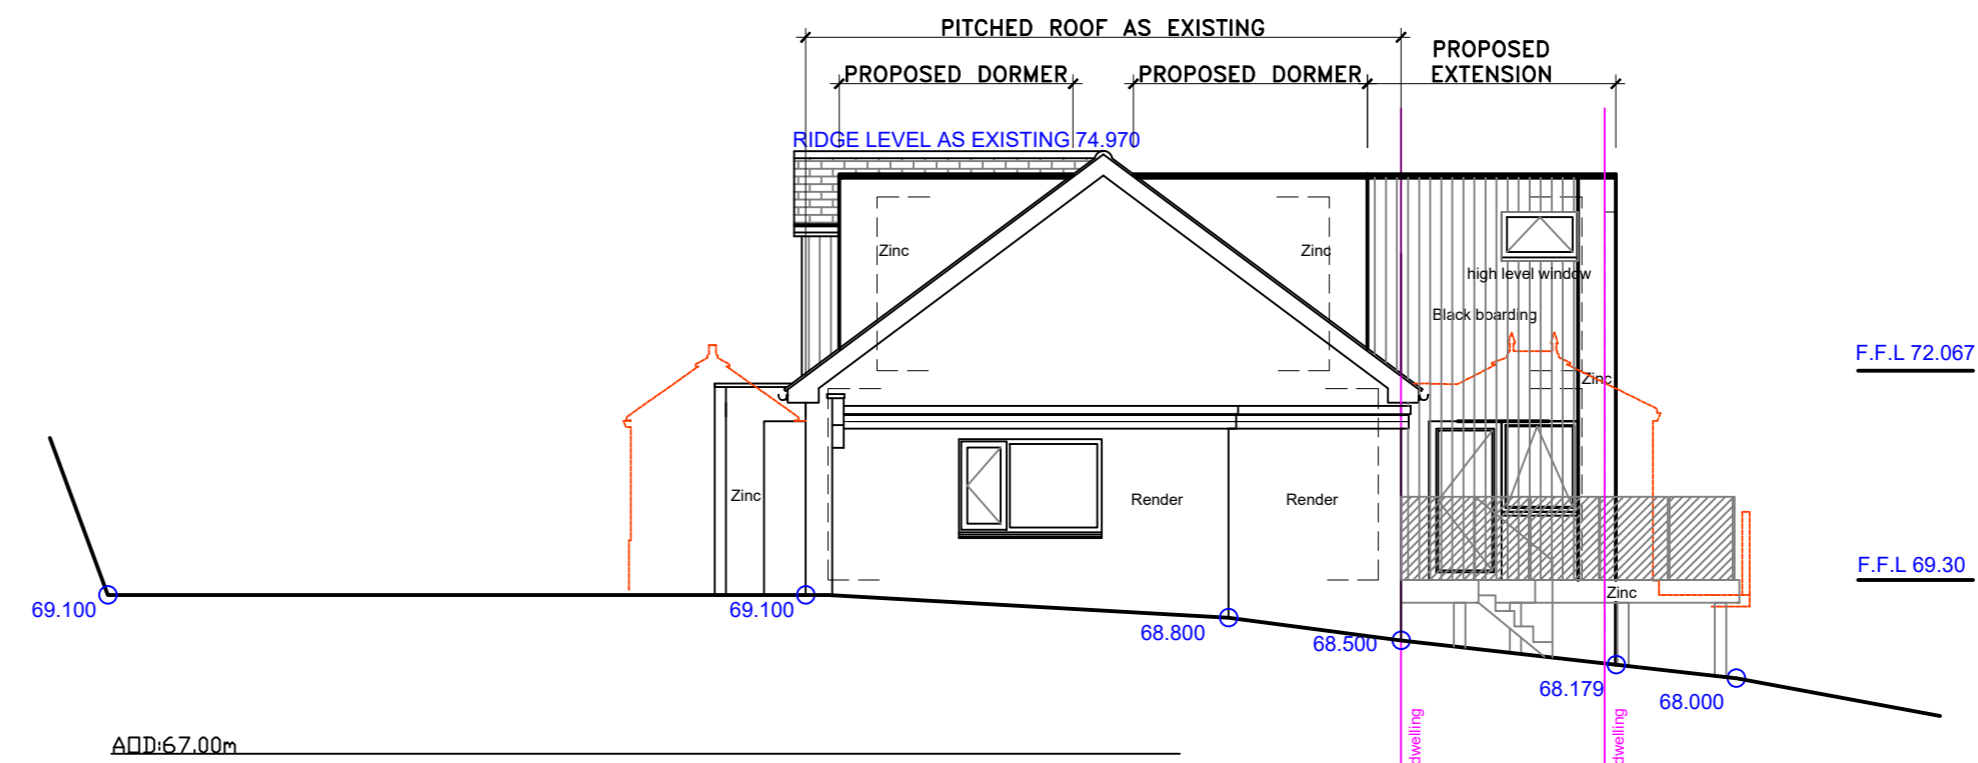 PITCHED ROOF AS EXISTING
PROPOSED
EXTENSION
PROPOSED DORMER
PROPOSED DORMER
RIDGE LEVEL AS EXISTING 74.970
Zinc
Zinc
high level window
Black boarding
F.F.L 72.067
Zinc
Zinc
Render
Render
F.F.L 69.30
Zinc
69.100
69.100
68.800
68.500
68.179
68.000
dwelling
dwelling
AOD:67.00m